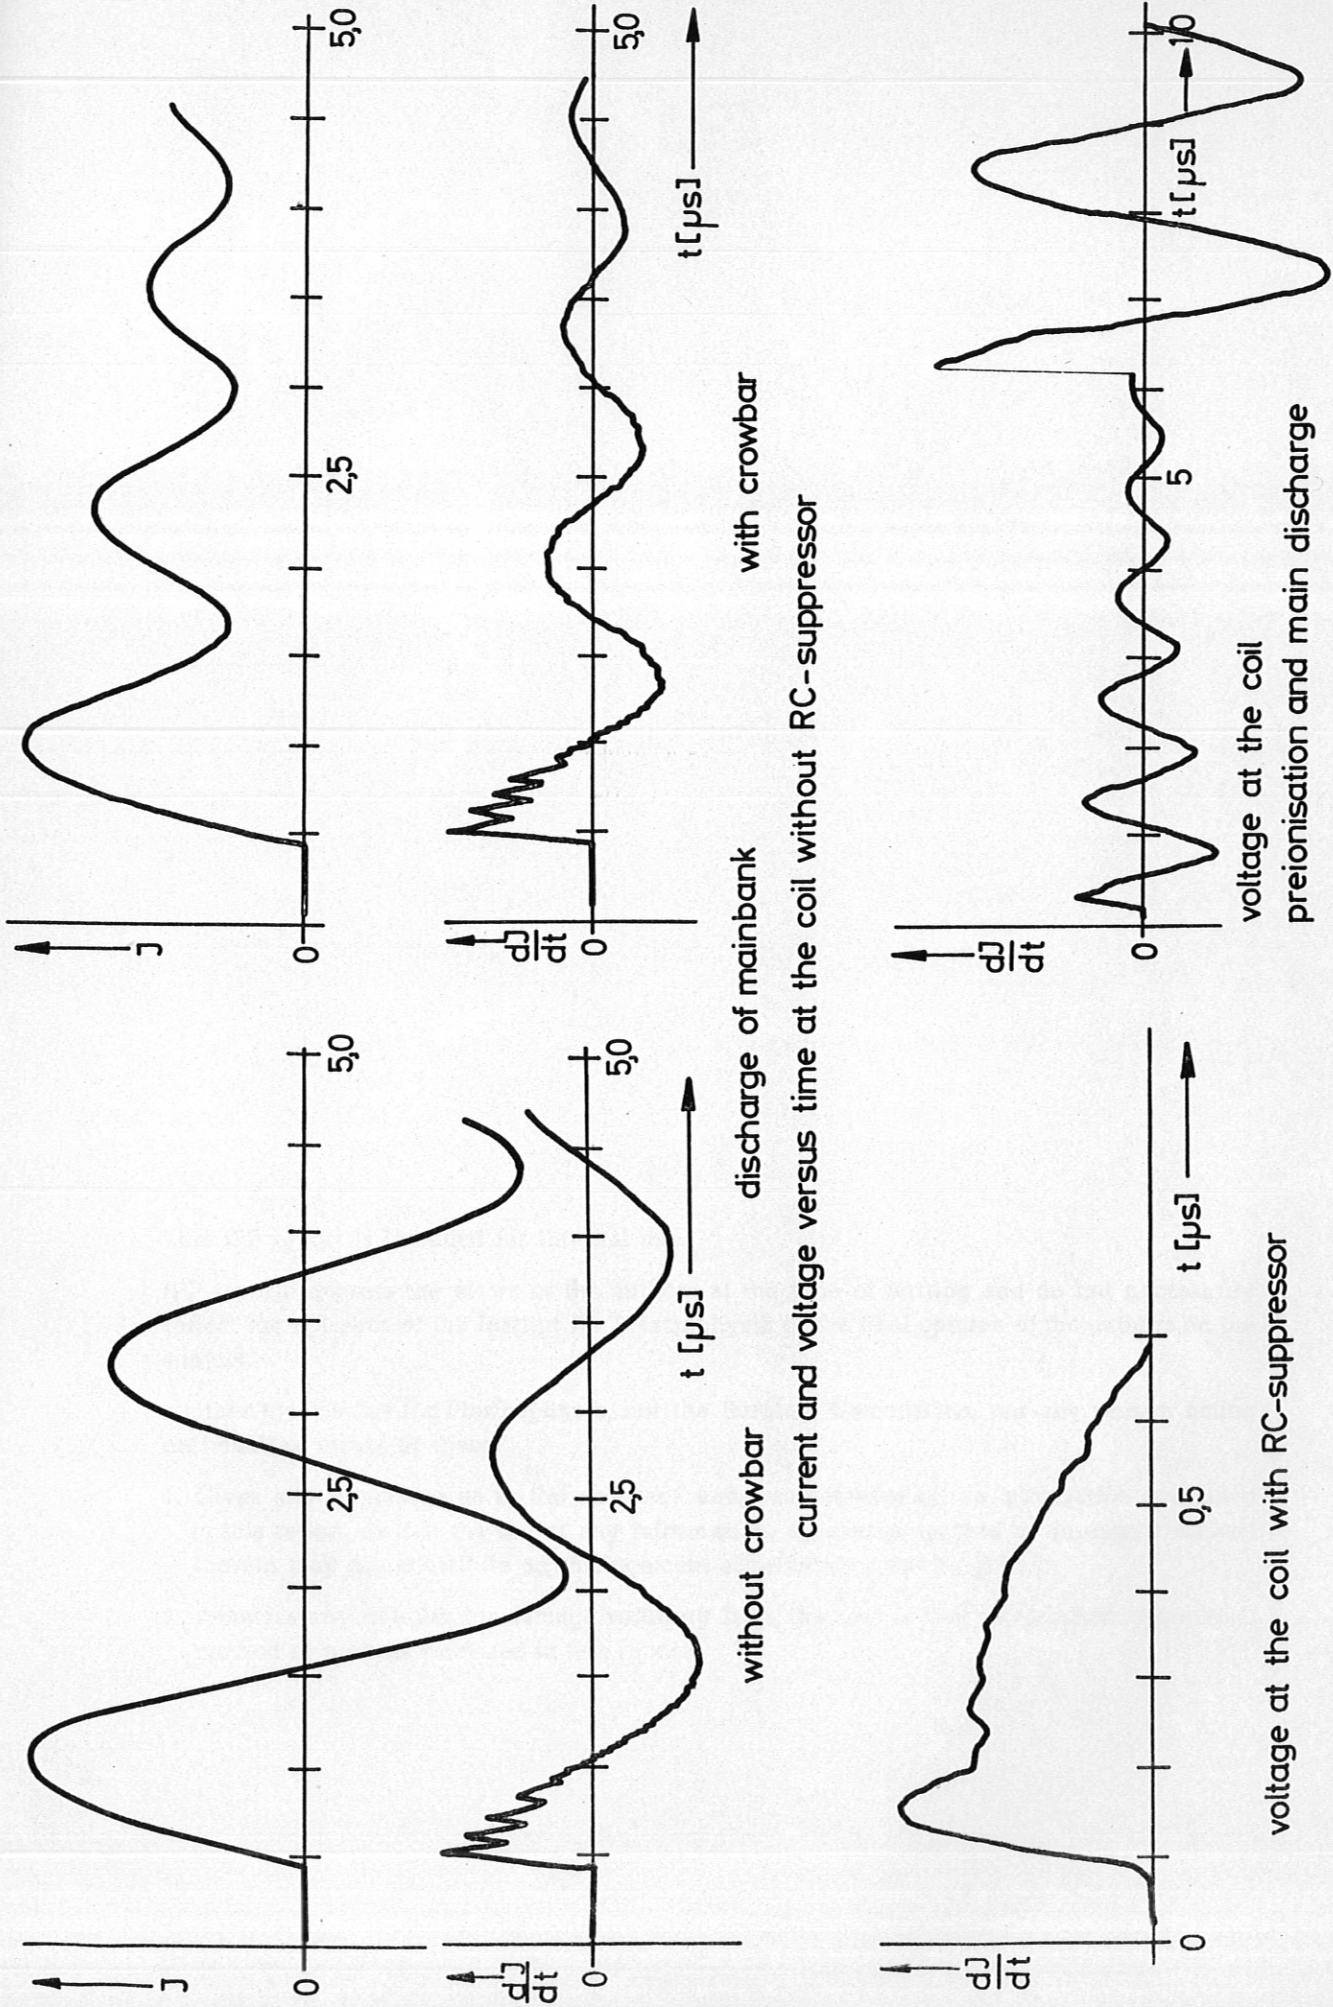 J
0
2,5
5,0
dJ
dt
0
2,5
5,0
t [μs]
without crowbar
J
0
2,5
5,0
dJ
dt
0
5,0
t [μs]
with crowbar
discharge of mainbank
current and voltage versus time at the coil without RC-suppressor
dJ
dt
0
0,5
t [μs]
voltage at the coil with RC-suppressor
dJ
dt
0
5
10
t [μs]
voltage at the coil
preionisation and main discharge